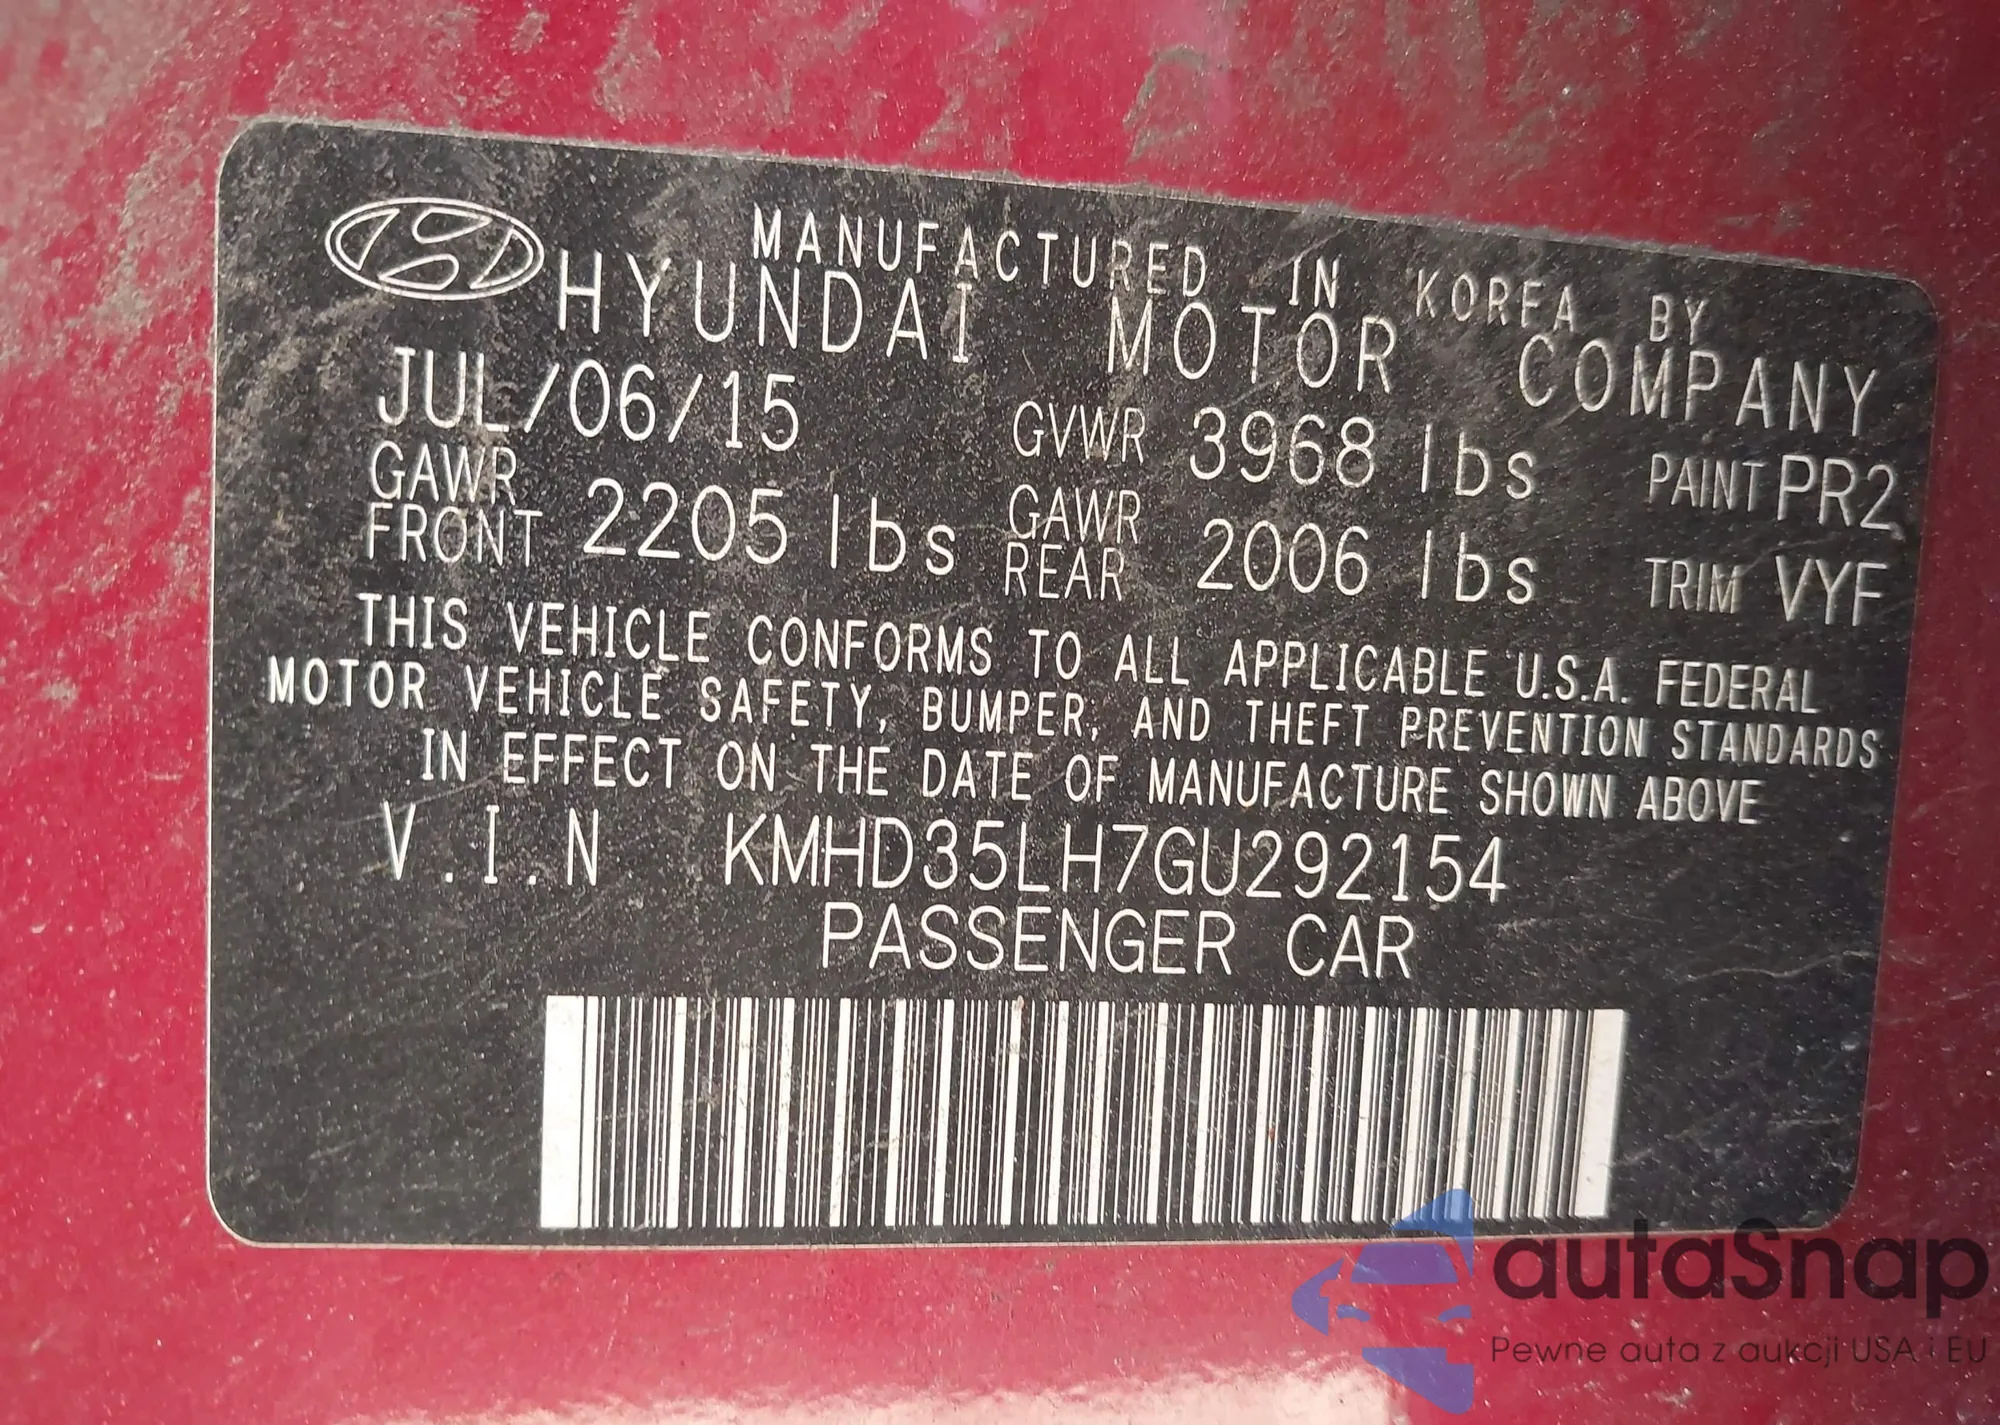 MANUFACTURED IN KOREA BY
HYUNDAI MOTOR COMPANY
JUL/06/15 GVWR 3968 lbs PAINT PR2
GAWR FRONT 2205 lbs GAWR REAR 2006 lbs TRIM VYF
THIS VEHICLE CONFORMS TO ALL APPLICABLE U.S.A. FEDERAL
MOTOR VEHICLE SAFETY, BUMPER, AND THEFT PREVENTION STANDARDS
IN EFFECT ON THE DATE OF MANUFACTURE SHOWN ABOVE
V.I.N KMHD35LH7GU292154
PASSENGER CAR
autaSnap
Pewne auta z aukcji USA i EU